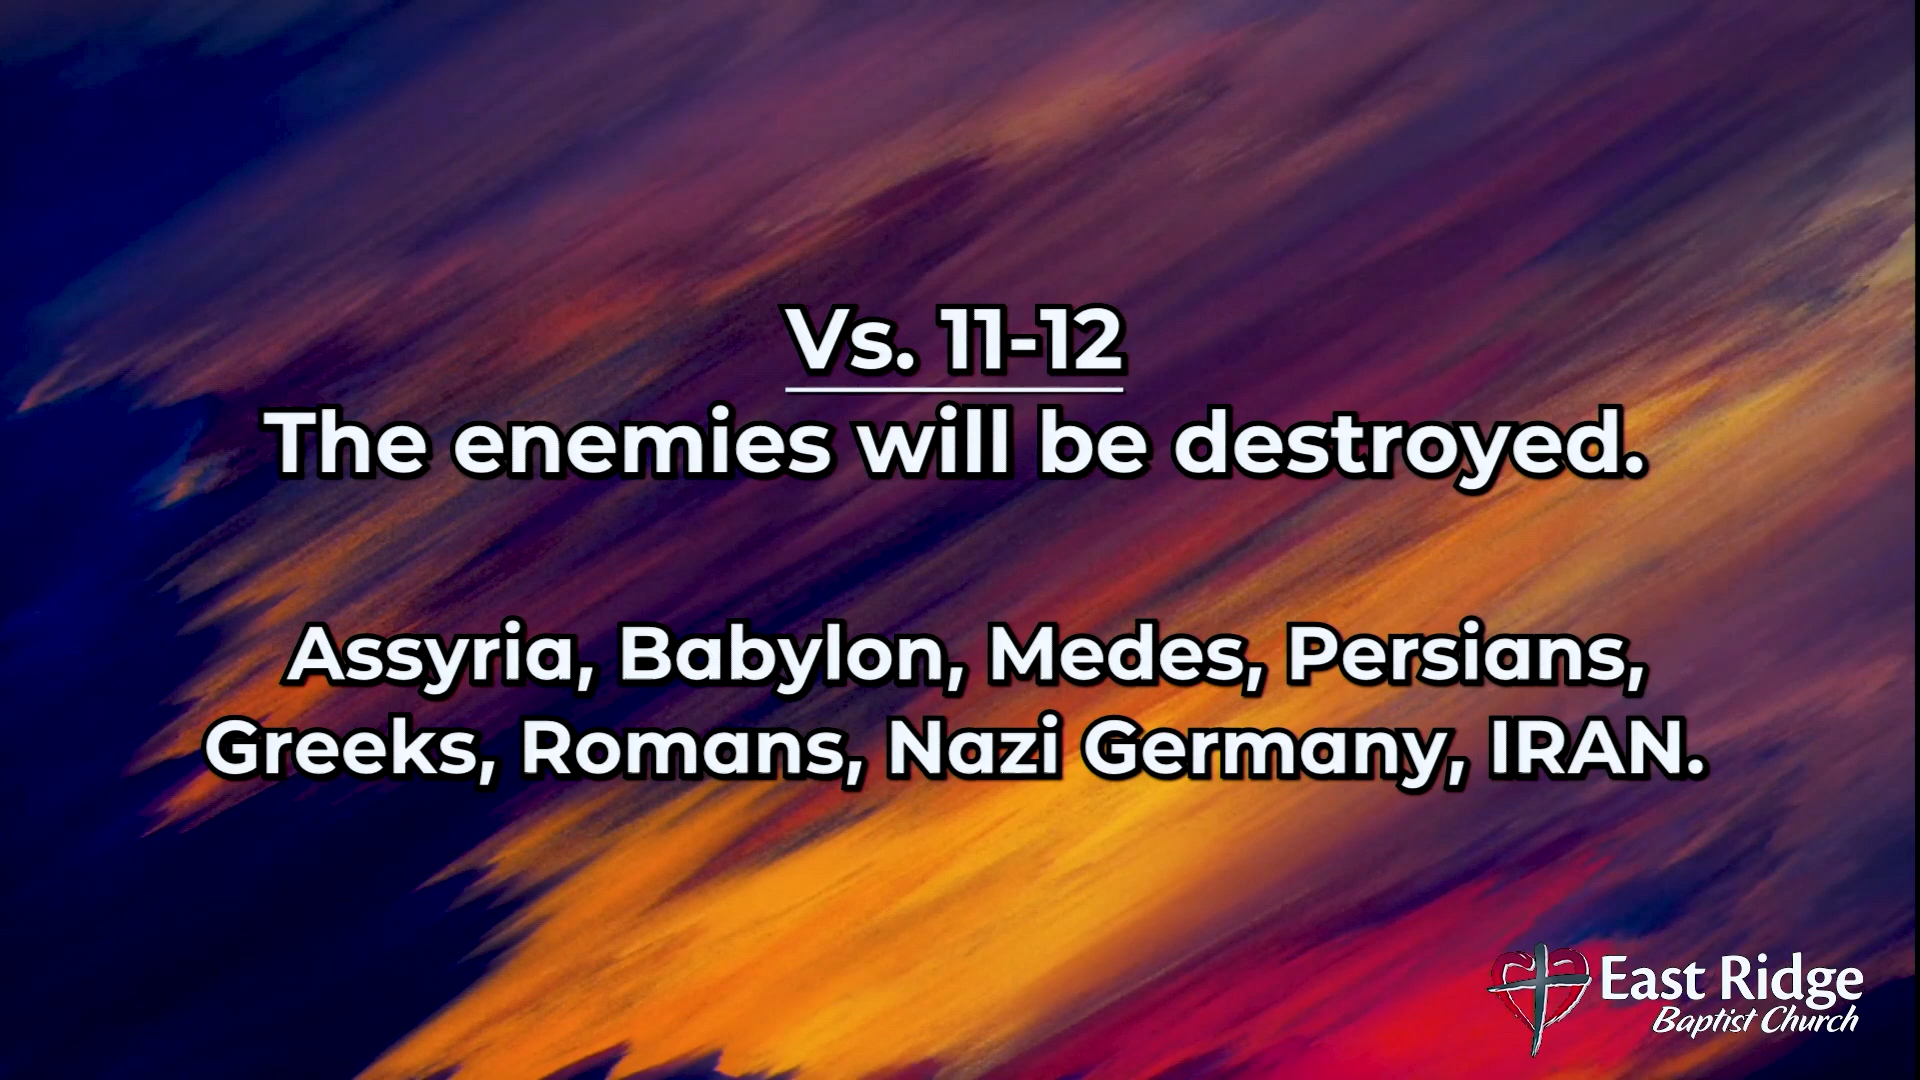 Vs. 11-12
The enemies will be destroyed.
Assyria, Babylon, Medes, Persians,
Greeks, Romans, Nazi Germany, IRAN.
East Ridge
Baptist Church